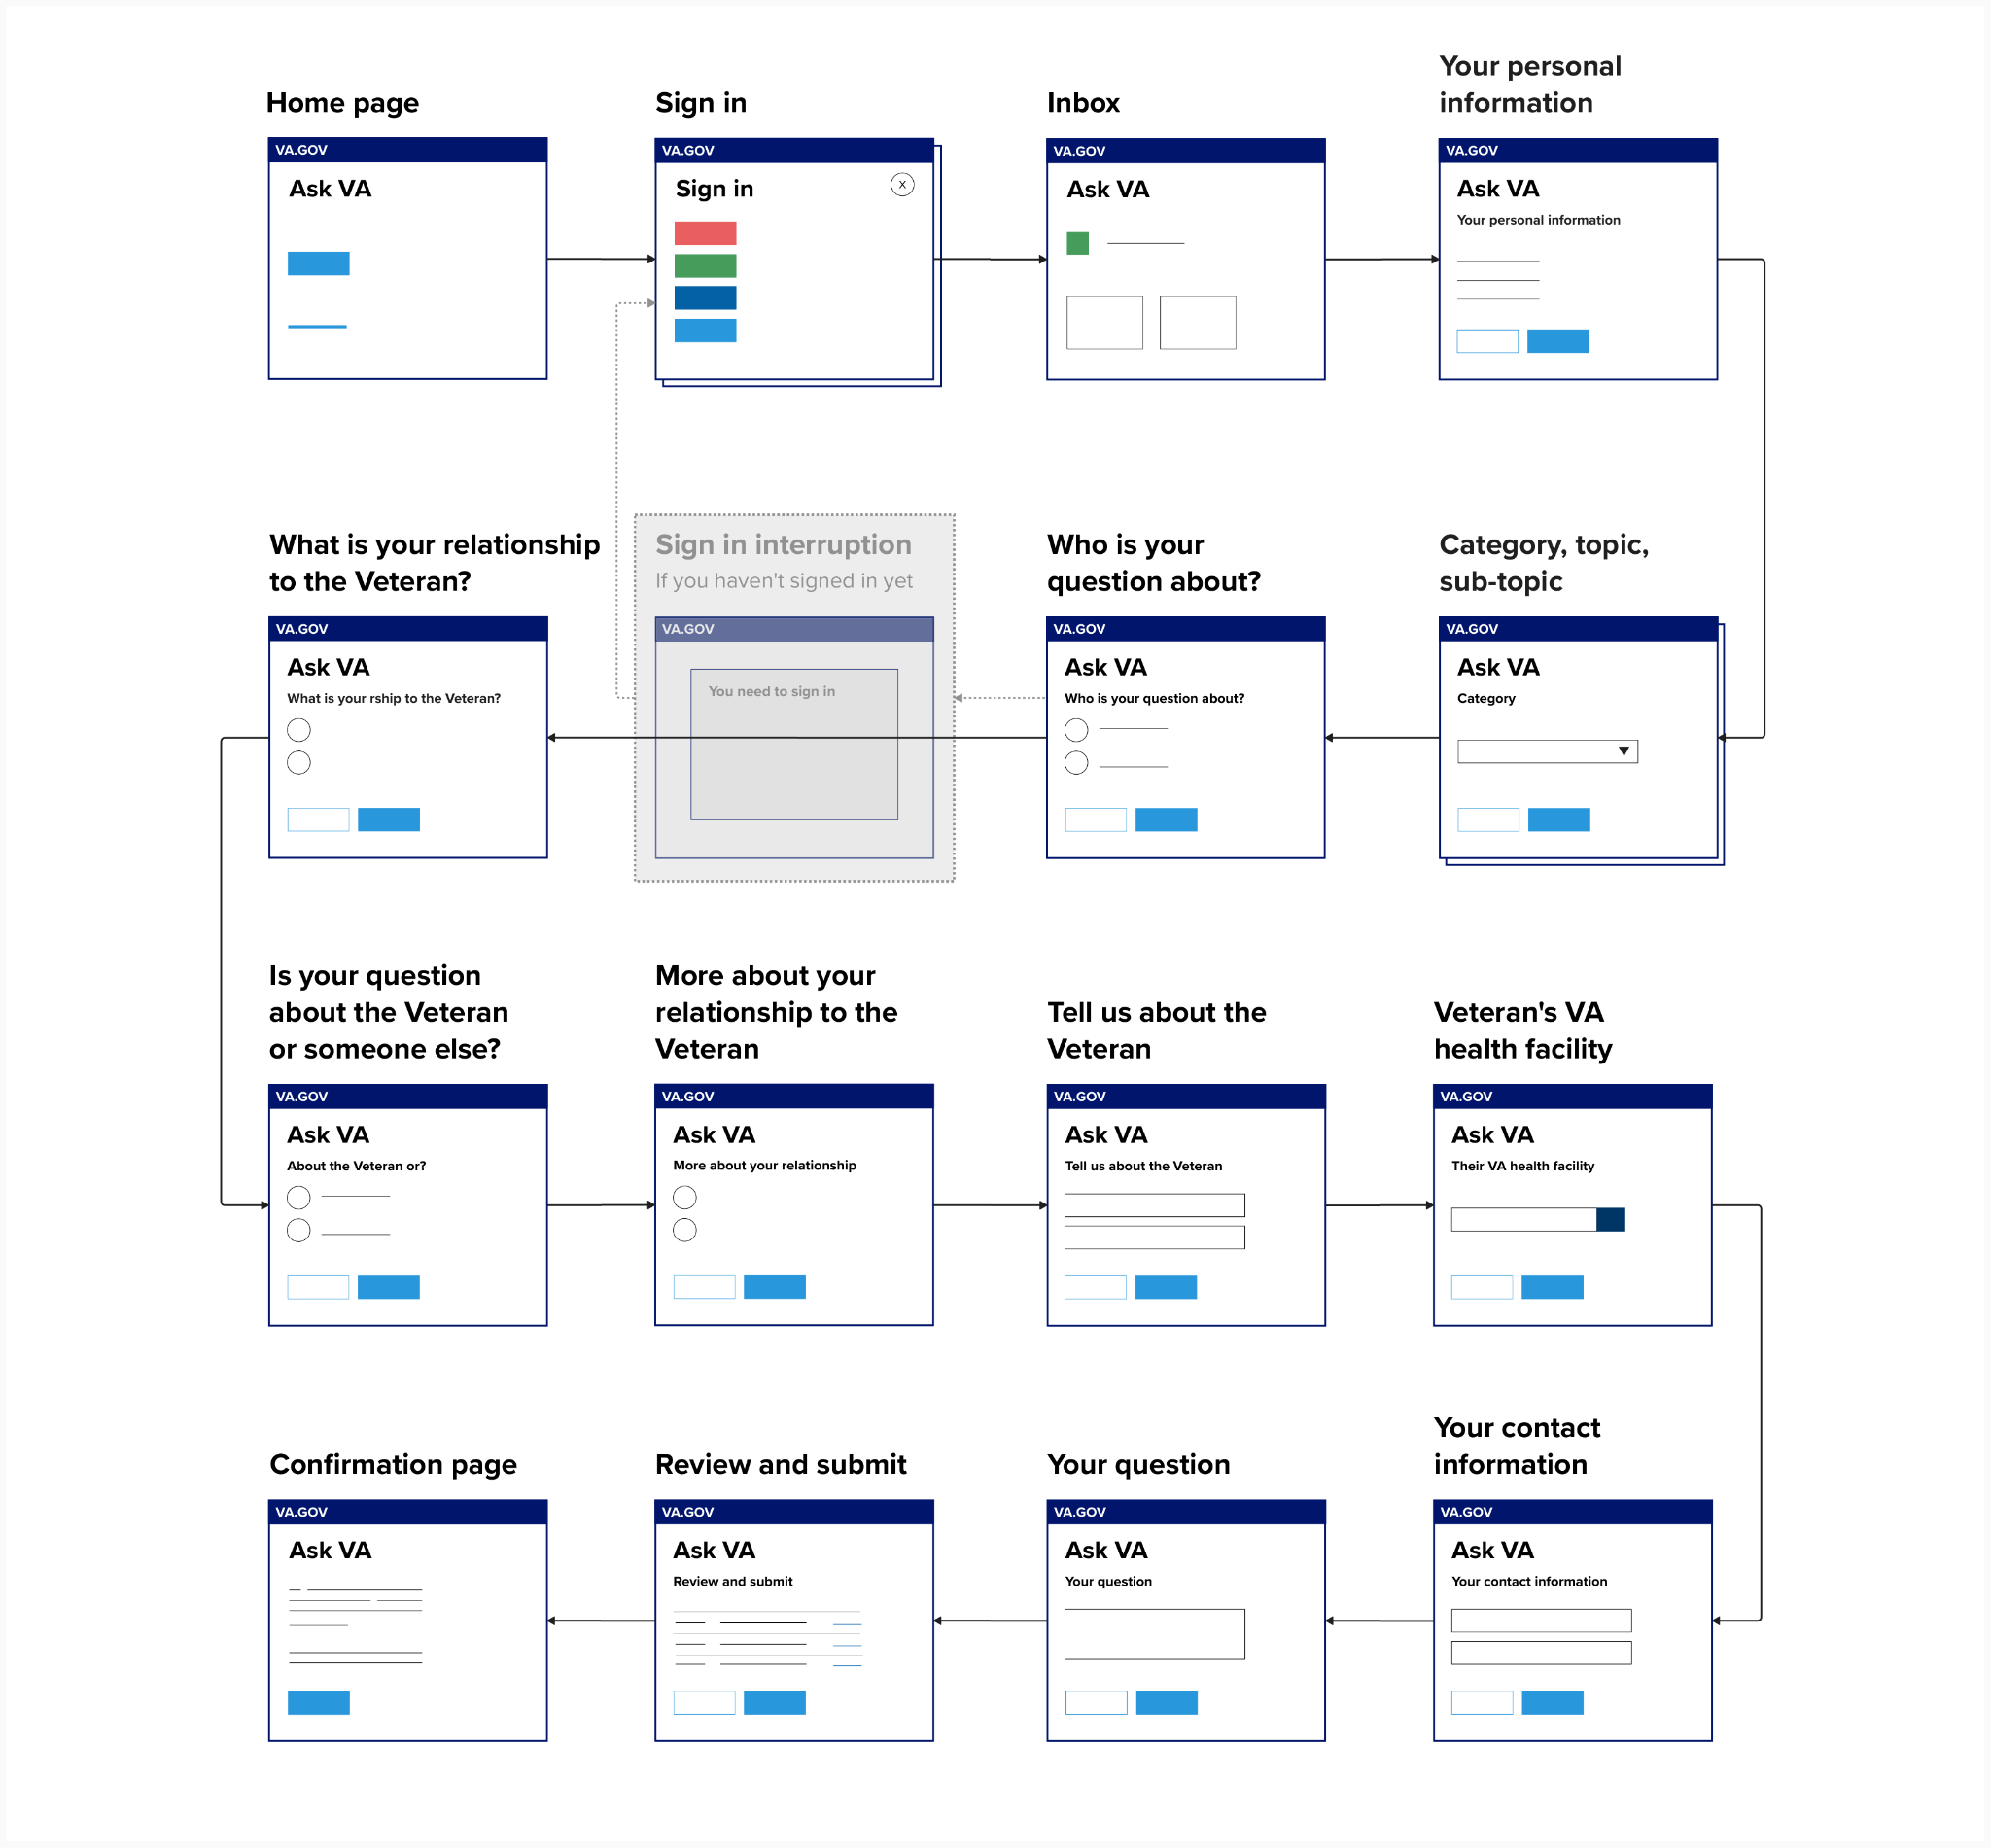 Home page
VA.GOV
Ask VA
Sign in
VA.GOV
Sign in
X
Inbox
VA.GOV
Ask VA
Your personal
information
VA.GOV
Ask VA
Your personal information
What is your relationship
to the Veteran?
VA.GOV
Ask VA
What is your rship to the Veteran?
Sign in interruption
If you haven't signed in yet
VA.GOV
You need to sign in
Who is your
question about?
VA.GOV
Ask VA
Who is your question about?
Category, topic,
sub-topic
VA.GOV
Ask VA
Category
Is your question
about the Veteran
or someone else?
VA.GOV
Ask VA
About the Veteran or?
More about your
relationship to the
Veteran
VA.GOV
Ask VA
More about your relationship
Tell us about the
Veteran
VA.GOV
Ask VA
Tell us about the Veteran
Veteran's VA
health facility
VA.GOV
Ask VA
Their VA health facility
Confirmation page
VA.GOV
Ask VA
Review and submit
VA.GOV
Ask VA
Review and submit
Your question
VA.GOV
Ask VA
Your question
Your contact
information
VA.GOV
Ask VA
Your contact information